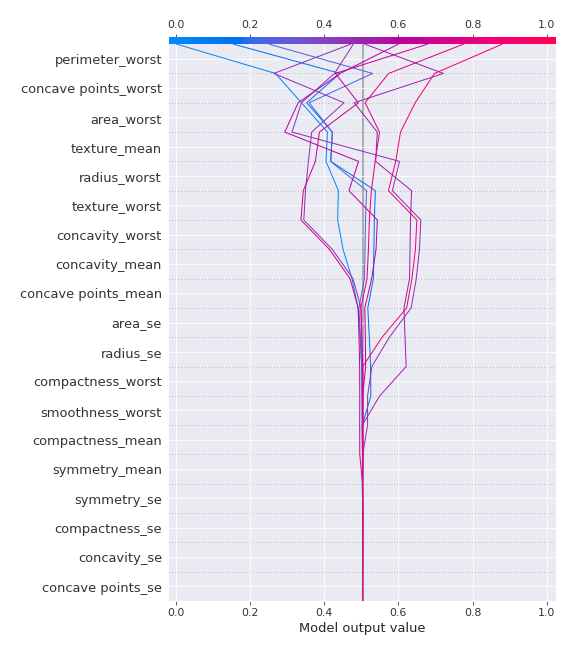 0.0 0.2 0.4 0.6 0.8 1.0
perimeter_worst
concave points_worst
area_worst
texture_mean
radius_worst
texture_worst
concavity_worst
concavity_mean
concave points_mean
area_se
radius_se
compactness_worst
smoothness_worst
compactness_mean
symmetry_mean
symmetry_se
compactness_se
concavity_se
concave points_se
0.0 0.2 0.4 0.6 0.8 1.0
Model output value